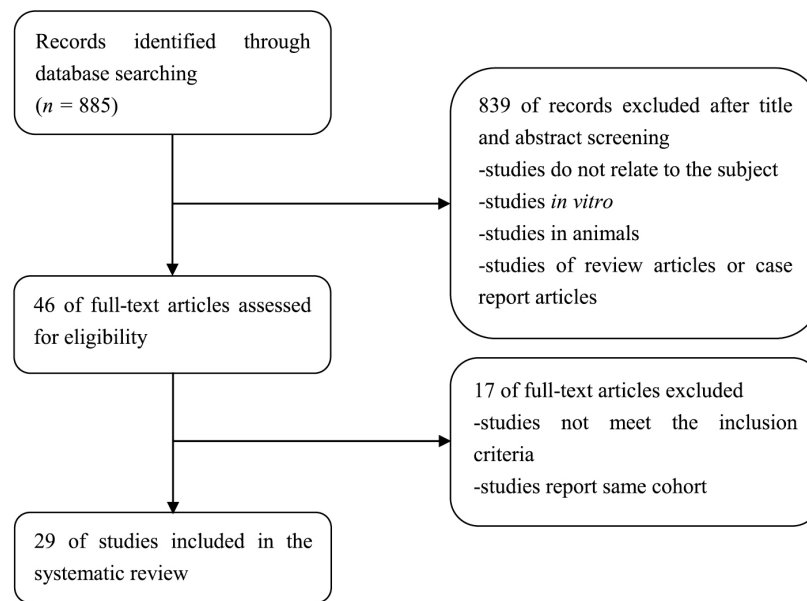 Records identified through
database searching
(n = 885)
839 of records excluded after title
and abstract screening
-studies do not relate to the subject
-studies in vitro
-studies in animals
-studies of review articles or case
report articles
46 of full-text articles assessed
for eligibility
17 of full-text articles excluded
-studies not meet the inclusion
criteria
-studies report same cohort
29 of studies included in the
systematic review